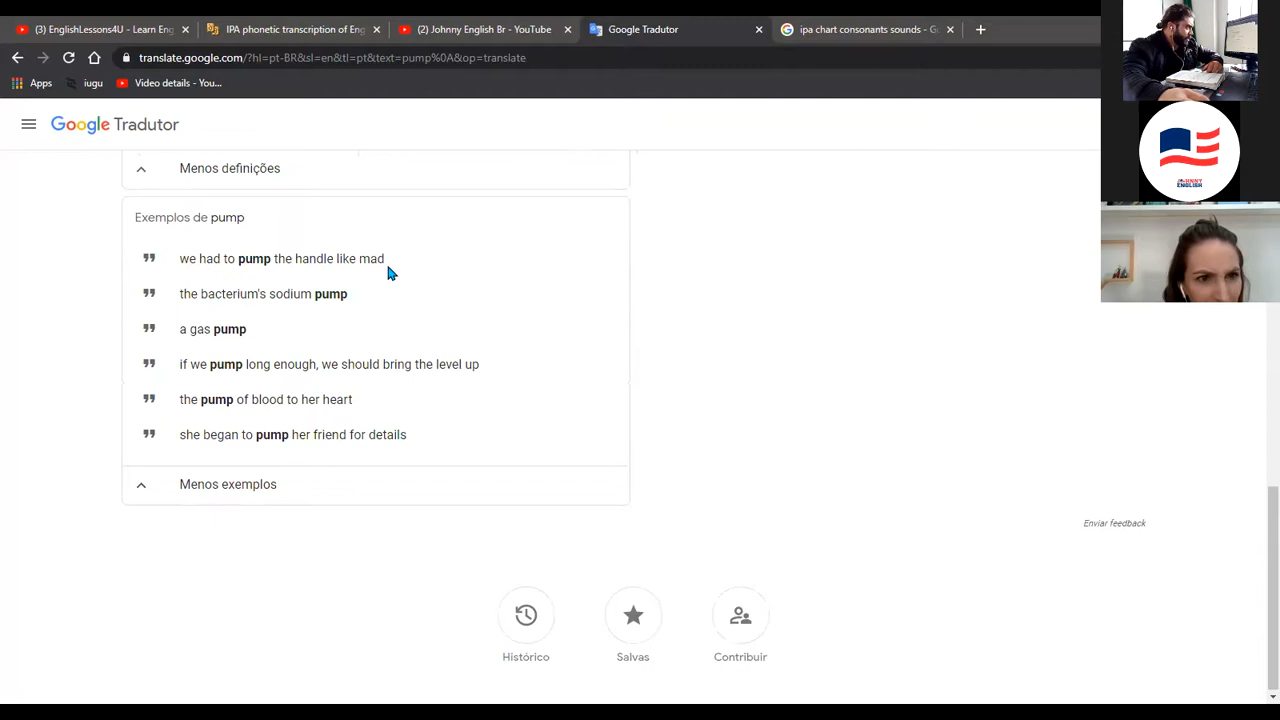 (3) EnglishLessons4U - Learn Eng
IPA phonetic transcription of Eng
(2) Johnny English Br - YouTube
Google Tradutor
ipa chart consonants sounds - Go
translate.google.com/?hl=pt-BR&sl=en&tl=pt&text=pump%0A&op=translate
Apps
iugu
Video details - You...
Google Tradutor
Menos definições
Exemplos de pump
we had to pump the handle like mad
the bacterium's sodium pump
a gas pump
if we pump long enough, we should bring the level up
the pump of blood to her heart
she began to pump her friend for details
Menos exemplos
Enviar feedback
Histórico
Salvas
Contribuir
JOHNNY
ENGLISH